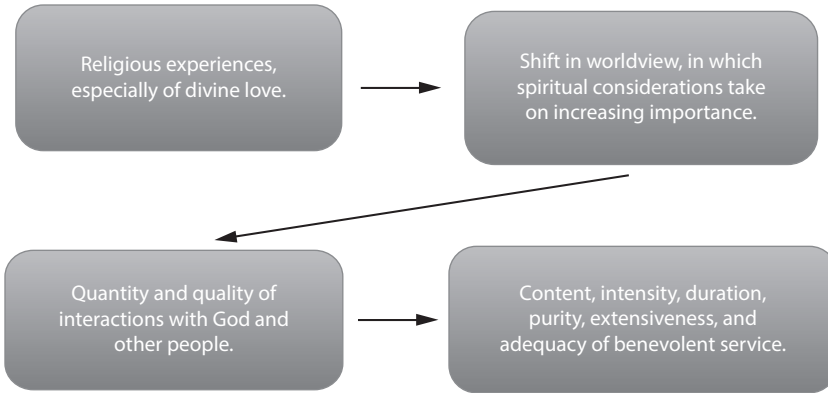 Religious experiences,
especially of divine love.
Shift in worldview, in which
spiritual considerations take
on increasing importance.
Quantity and quality of
interactions with God and
other people.
Content, intensity, duration,
purity, extensiveness, and
adequacy of benevolent service.